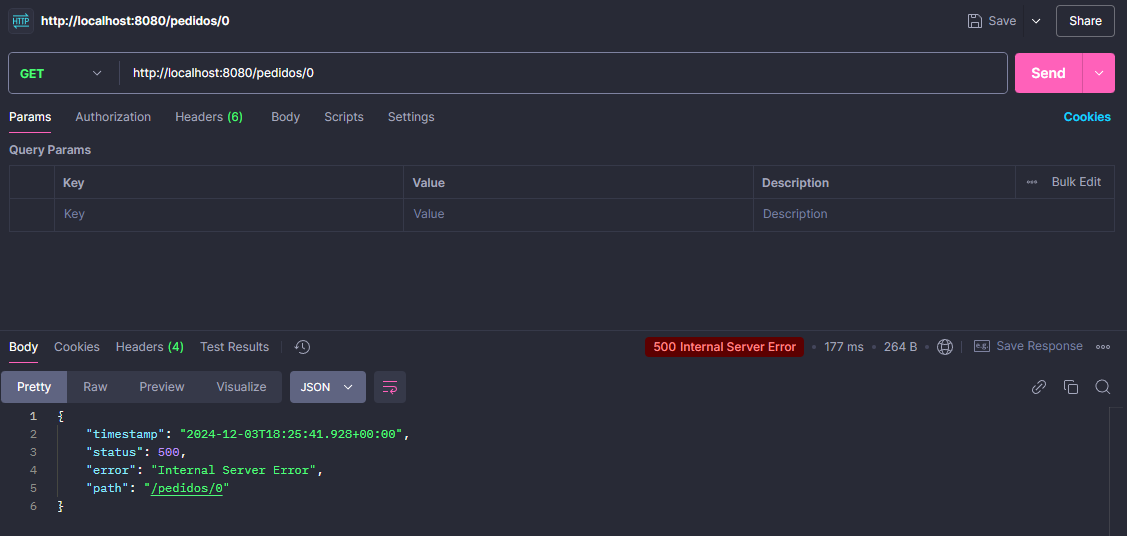 HTTP http://localhost:8080/pedidos/0 Save Share
GET http://localhost:8080/pedidos/0 Send
Params Authorization Headers (6) Body Scripts Settings Cookies
Query Params
Key Value Description ••• Bulk Edit
Key Value Description
Body Cookies Headers (4) Test Results 500 Internal Server Error • 177 ms • 264 B • e.g. Save Response •••
Pretty Raw Preview Visualize JSON
1 {
2 "timestamp": "2024-12-03T18:25:41.928+00:00",
3 "status": 500,
4 "error": "Internal Server Error",
5 "path": "/pedidos/0"
6 }